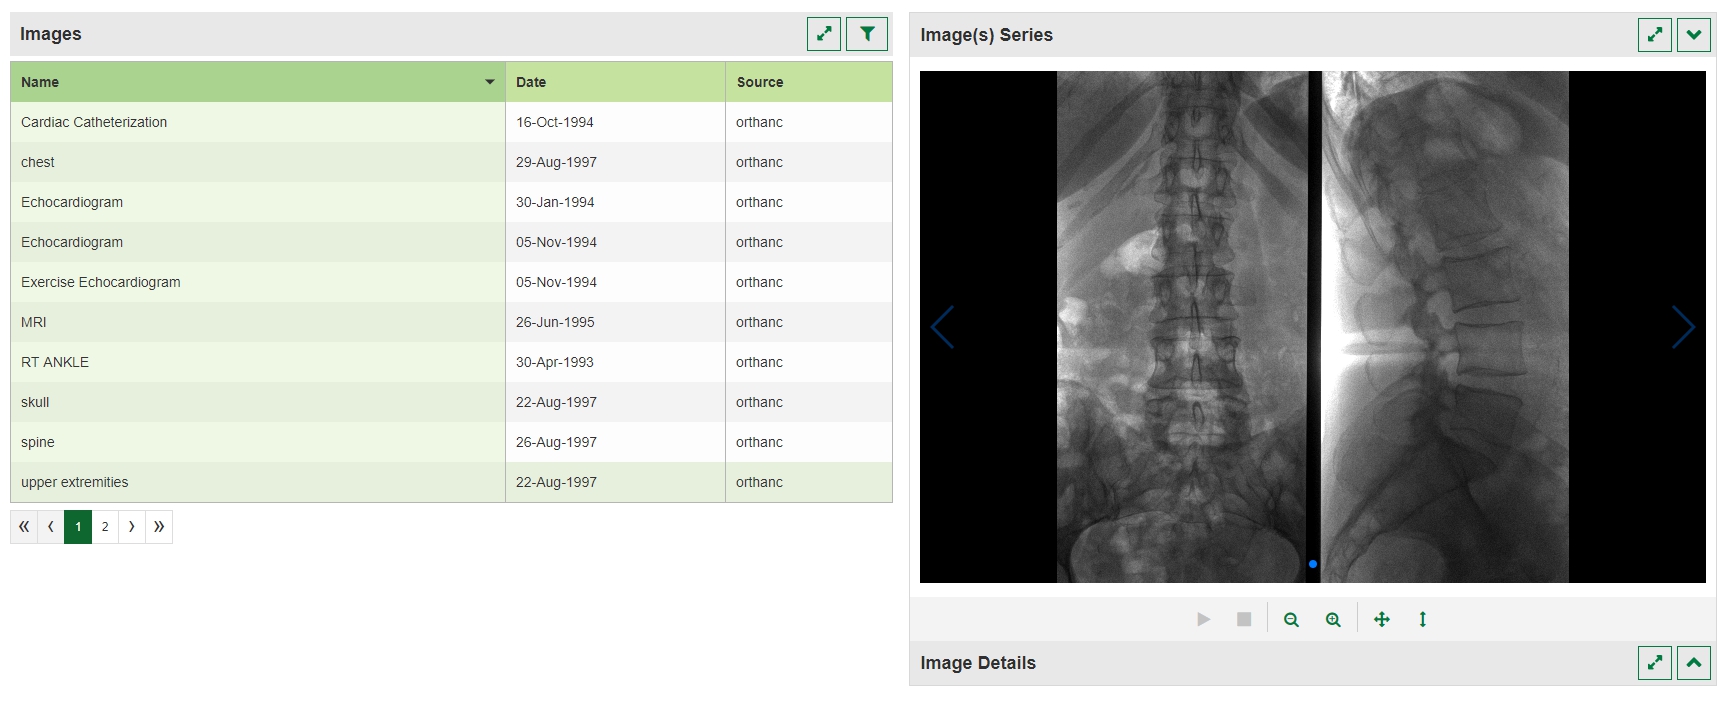 Images
Name Date Source
Cardiac Catheterization 16-Oct-1994 orthanc
chest 29-Aug-1997 orthanc
Echocardiogram 30-Jan-1994 orthanc
Echocardiogram 05-Nov-1994 orthanc
Exercise Echocardiogram 05-Nov-1994 orthanc
MRI 26-Jun-1995 orthanc
RT ANKLE 30-Apr-1993 orthanc
skull 22-Aug-1997 orthanc
spine 26-Aug-1997 orthanc
upper extremities 22-Aug-1997 orthanc
« ‹ 1 2 › »
Image(s) Series
Image Details